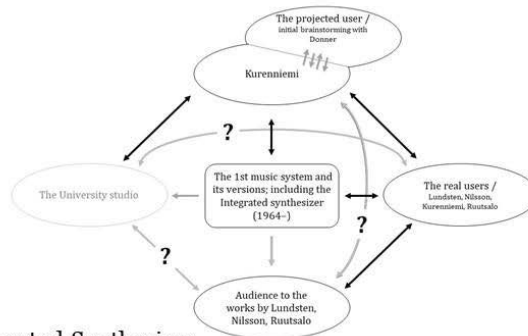 The projected user /
initial brainstorming with
Donner
Kurenniemi
?
The 1st music system and
its versions; including the
Integrated synthesizer
(1964–)
The University studio
The real users /
Lundsten, Nilsson,
Kurenniemi, Ruutsalo
?
?
Audience to the
works by Lundsten,
Nilsson, Ruutsalo